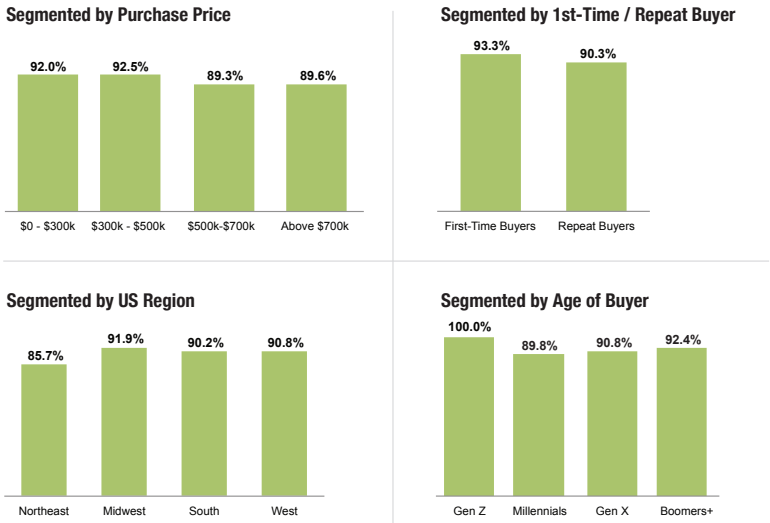 Segmented by Purchase Price
92.0% 92.5% 89.3% 89.6%
$0 - $300k $300k - $500k $500k-$700k Above $700k
Segmented by 1st-Time / Repeat Buyer
93.3% 90.3%
First-Time Buyers Repeat Buyers
Segmented by US Region
85.7% 91.9% 90.2% 90.8%
Northeast Midwest South West
Segmented by Age of Buyer
100.0% 89.8% 90.8% 92.4%
Gen Z Millennials Gen X Boomers+